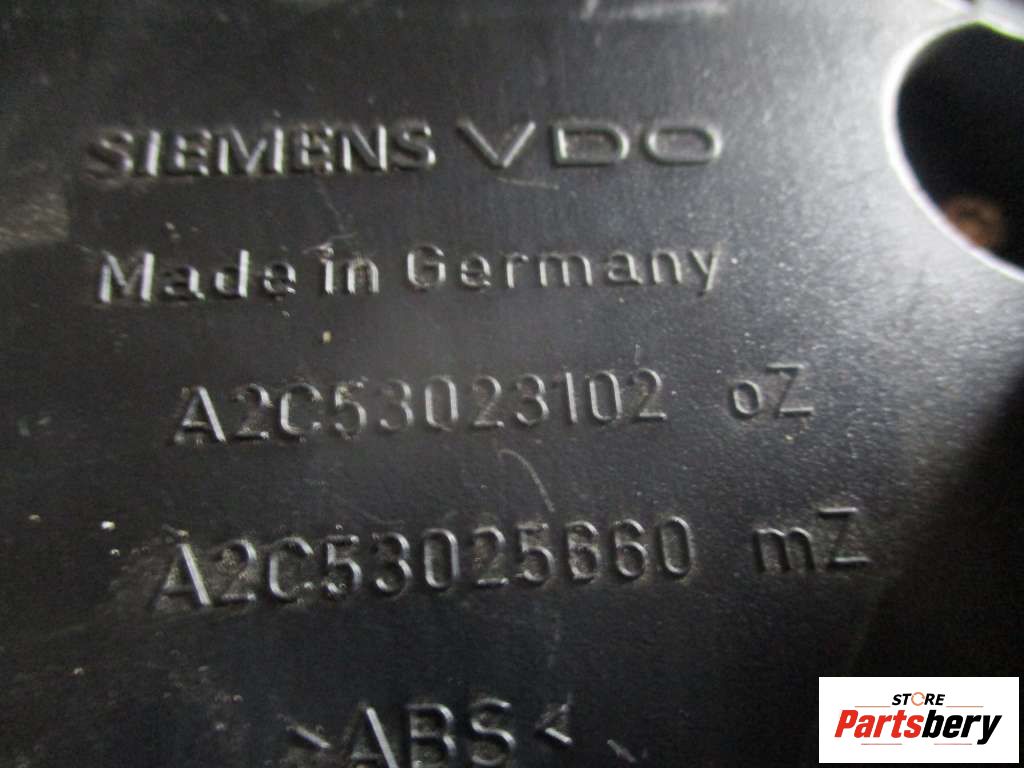 SIEMENS VDO
Made in Germany
A2C53023102 oZ
A2C53025660 mZ
>ABS<
STORE
Partsbery